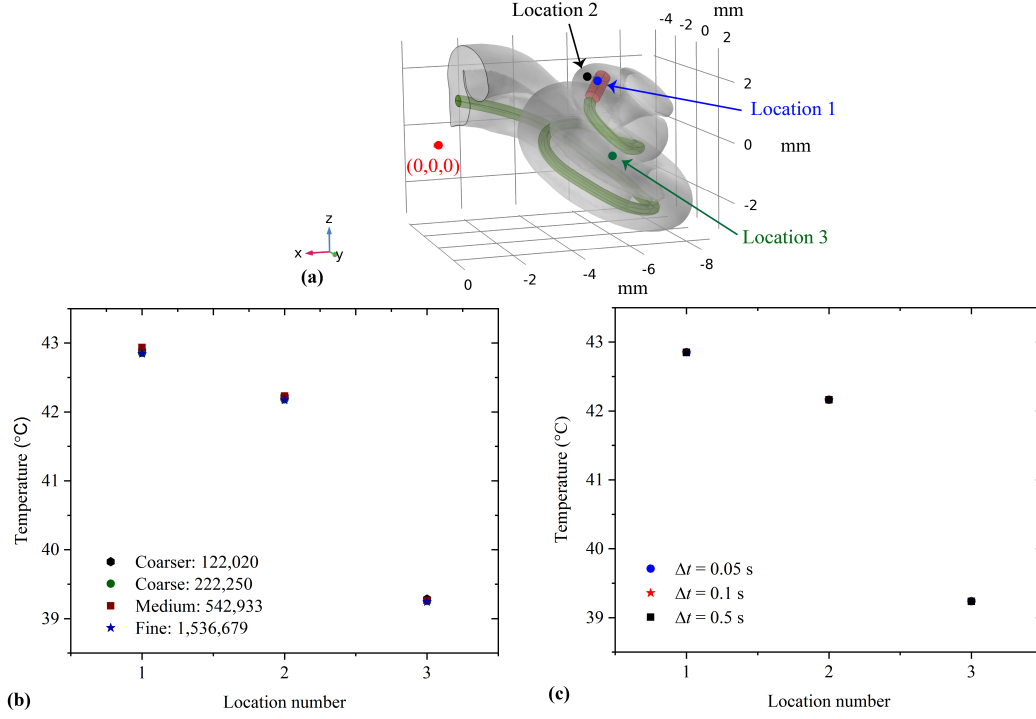 Location 2
-4 -2 0 2
mm
2
Location 1
0
mm
(0,0,0)
-2
z
x
y
Location 3
(a)
0
-2
-4
-6
-8
mm
43
42
41
40
39
Temperature (°C)
Coarser: 122,020
Coarse: 222,250
Medium: 542,933
Fine: 1,536,679
1 2 3
(b)
Location number
43
42
41
40
39
Temperature (°C)
Δt = 0.05 s
Δt = 0.1 s
Δt = 0.5 s
1 2 3
(c)
Location number